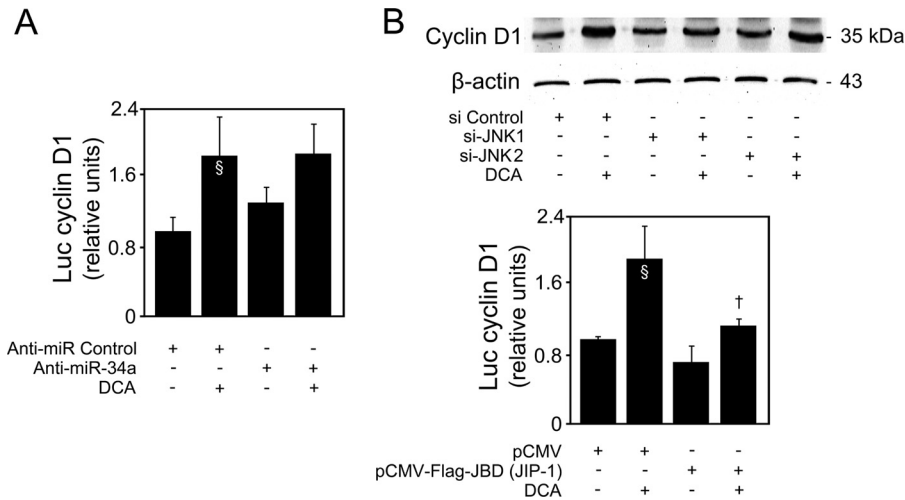 A
Luc cyclin D1
(relative units)
2.4
1.6
0.8
0
§
Anti-miR Control + + - -
Anti-miR-34a - - + +
DCA - + - +
B
Cyclin D1 - 35 kDa
β-actin - 43
si Control + + - - - -
si-JNK1 - - + + - -
si-JNK2 - - - - + +
DCA - + - + - +
Luc cyclin D1
(relative units)
2.4
1.6
0.8
0
§
†
pCMV + + - -
pCMV-Flag-JBD (JIP-1) - - + +
DCA - + - +